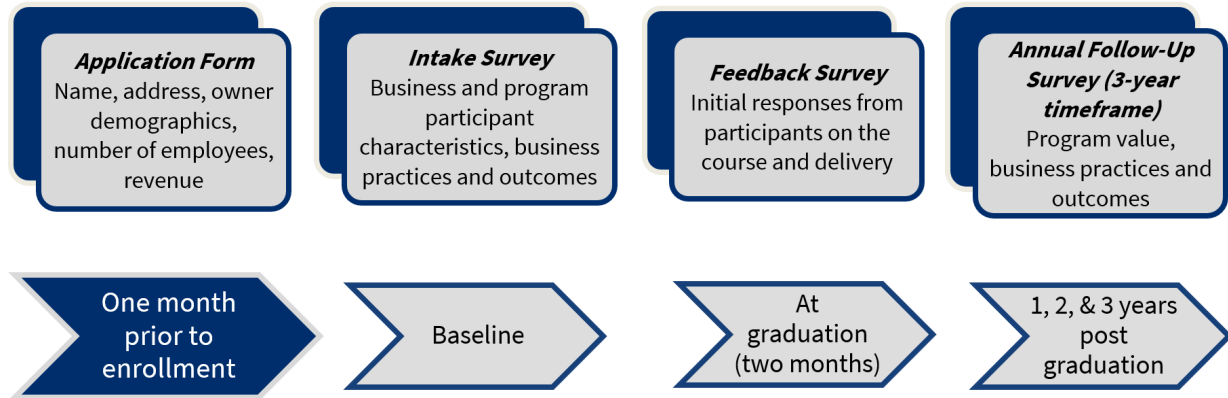 Application Form
Name, address, owner
demographics,
number of employees,
revenue
Intake Survey
Business and program
participant
characteristics, business
practices and outcomes
Feedback Survey
Initial responses from
participants on the
course and delivery
Annual Follow-Up
Survey (3-year
timeframe)
Program value,
business practices and
outcomes
One month
prior to
enrollment
Baseline
At
graduation
(two months)
1, 2, & 3 years
post
graduation